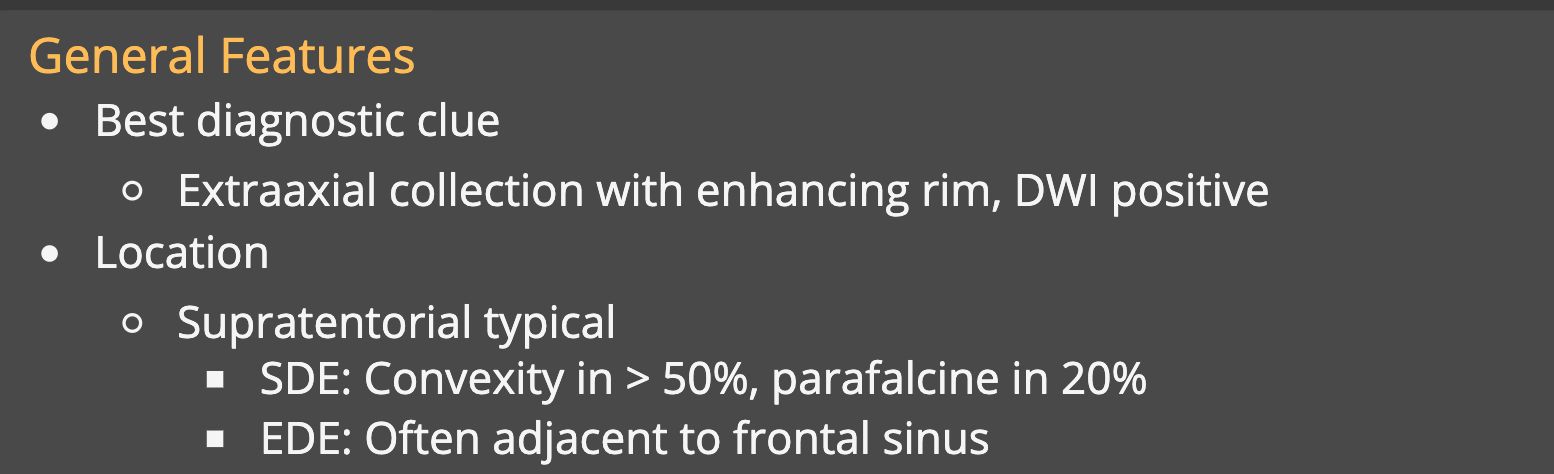 General Features
• Best diagnostic clue
○ Extraaxial collection with enhancing rim, DWI positive
• Location
○ Supratentorial typical
▪ SDE: Convexity in > 50%, parafalcine in 20%
▪ EDE: Often adjacent to frontal sinus